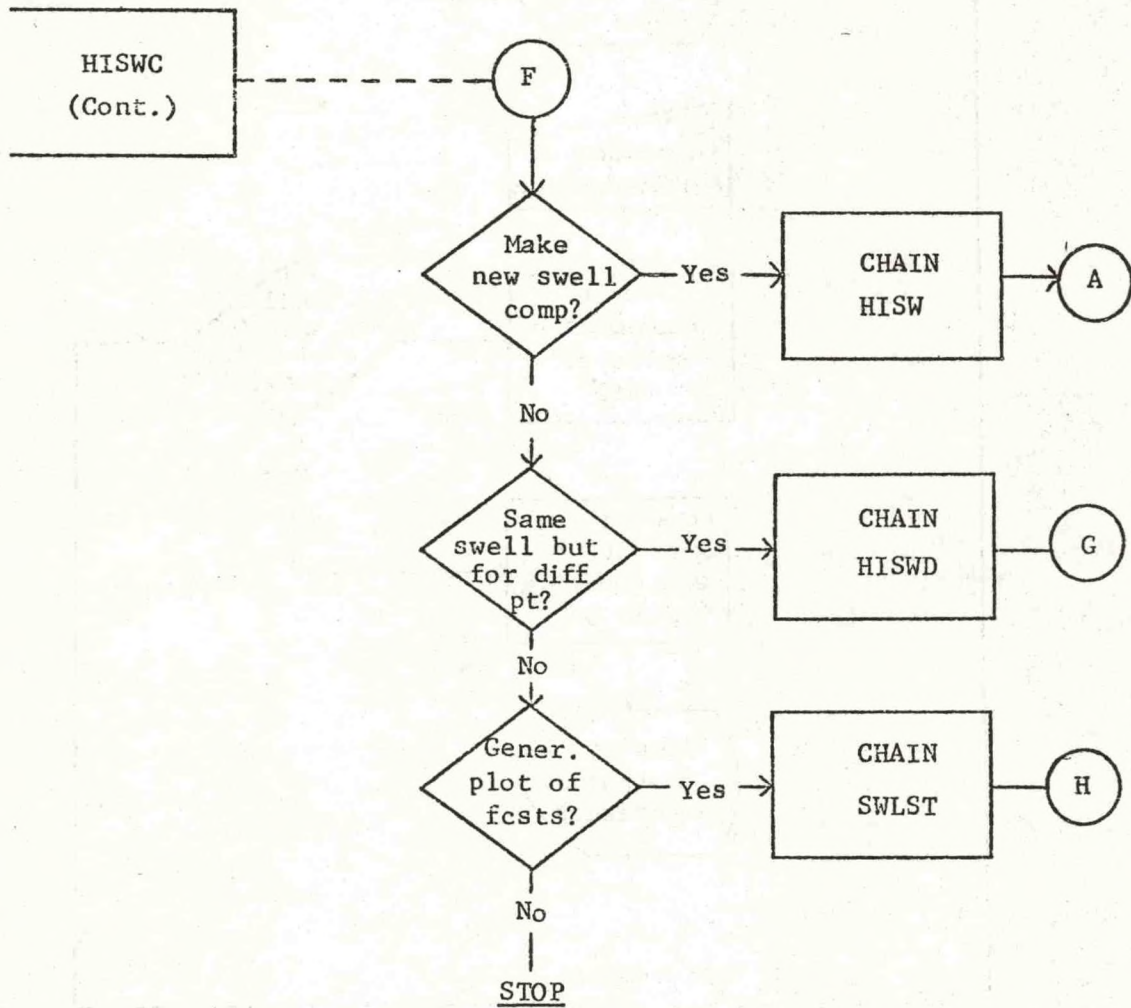 HISWC
(Cont.)
F
Make
new swell
comp?
Yes
CHAIN
HISW
A
No
Same
swell but
for diff
pt?
Yes
CHAIN
HISWD
G
No
Gener.
plot of
fcsts?
Yes
CHAIN
SWLST
H
No
STOP